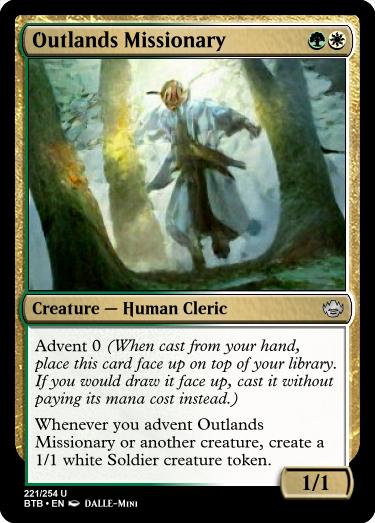 Outlands Missionary
Creature — Human Cleric
Advent 0 (When cast from your hand,
place this card face up on top of your library.
If you would draw it face up, cast it without
paying its mana cost instead.)
Whenever you advent Outlands
Missionary or another creature, create a
1/1 white Soldier creature token.
1/1
221/254 U
BTB • EN DALLE-Mini